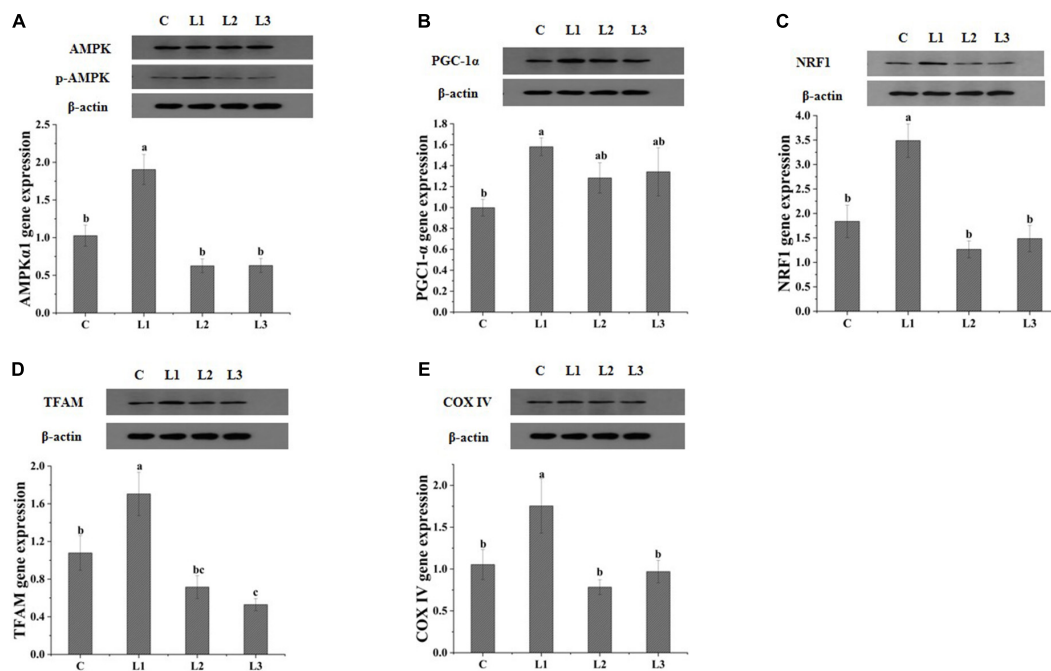 A
C L1 L2 L3
AMPK
p-AMPK
β-actin
AMPKα1 gene expression
2.5
2.0
1.5
1.0
0.5
0.0
a
b
b b
C L1 L2 L3
B
C L1 L2 L3
PGC-1α
β-actin
PGC1-α gene expression
1.8
1.6
1.4
1.2
1.0
0.8
0.6
0.4
0.2
0.0
a
ab ab
b
C L1 L2 L3
C
C L1 L2 L3
NRF1
β-actin
NRF1 gene expression
4.0
3.5
3.0
2.5
2.0
1.5
1.0
0.5
0.0
a
b
b b
C L1 L2 L3
D
C L1 L2 L3
TFAM
β-actin
TFAM gene expression
2.0
1.6
1.2
0.8
0.4
0.0
a
b
bc
c
C L1 L2 L3
E
C L1 L2 L3
COX IV
β-actin
COX IV gene expression
2.0
1.5
1.0
0.5
0.0
a
b
b b
C L1 L2 L3